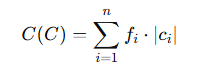 C(C) = \sum_{i=1}^{n} f_i \cdot |c_i|